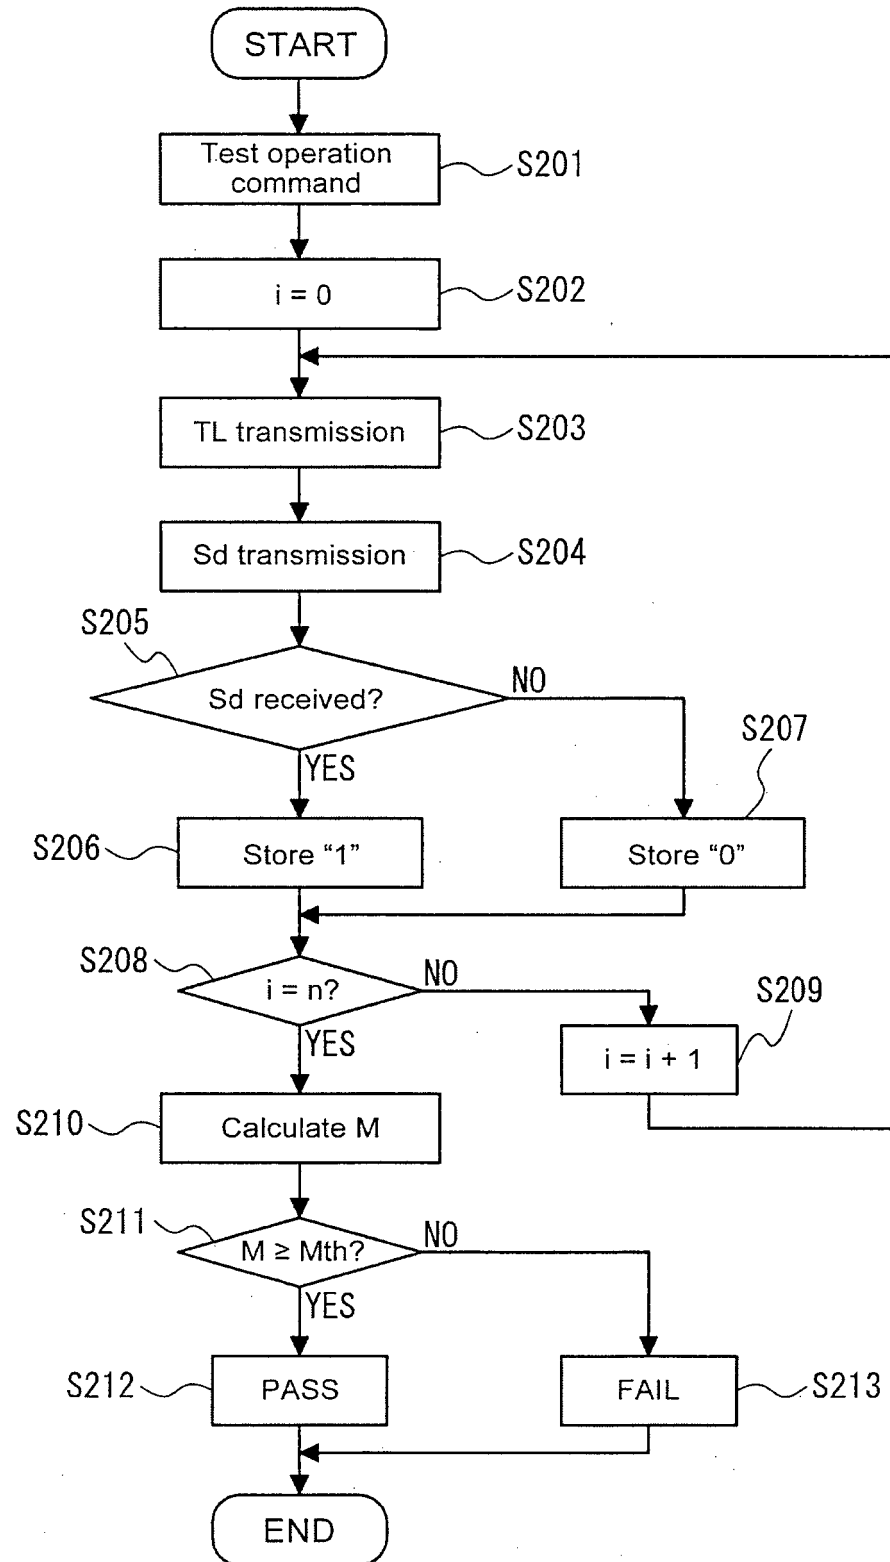 START
Test operation
command
S201
i = 0
S202
TL transmission
S203
Sd transmission
S204
S205
Sd received?
NO
YES
S207
S206
Store “1”
Store “0”
S208
i = n?
NO
YES
S209
i = i + 1
S210
Calculate M
S211
M ≥ Mth?
NO
YES
S212
PASS
FAIL
S213
END